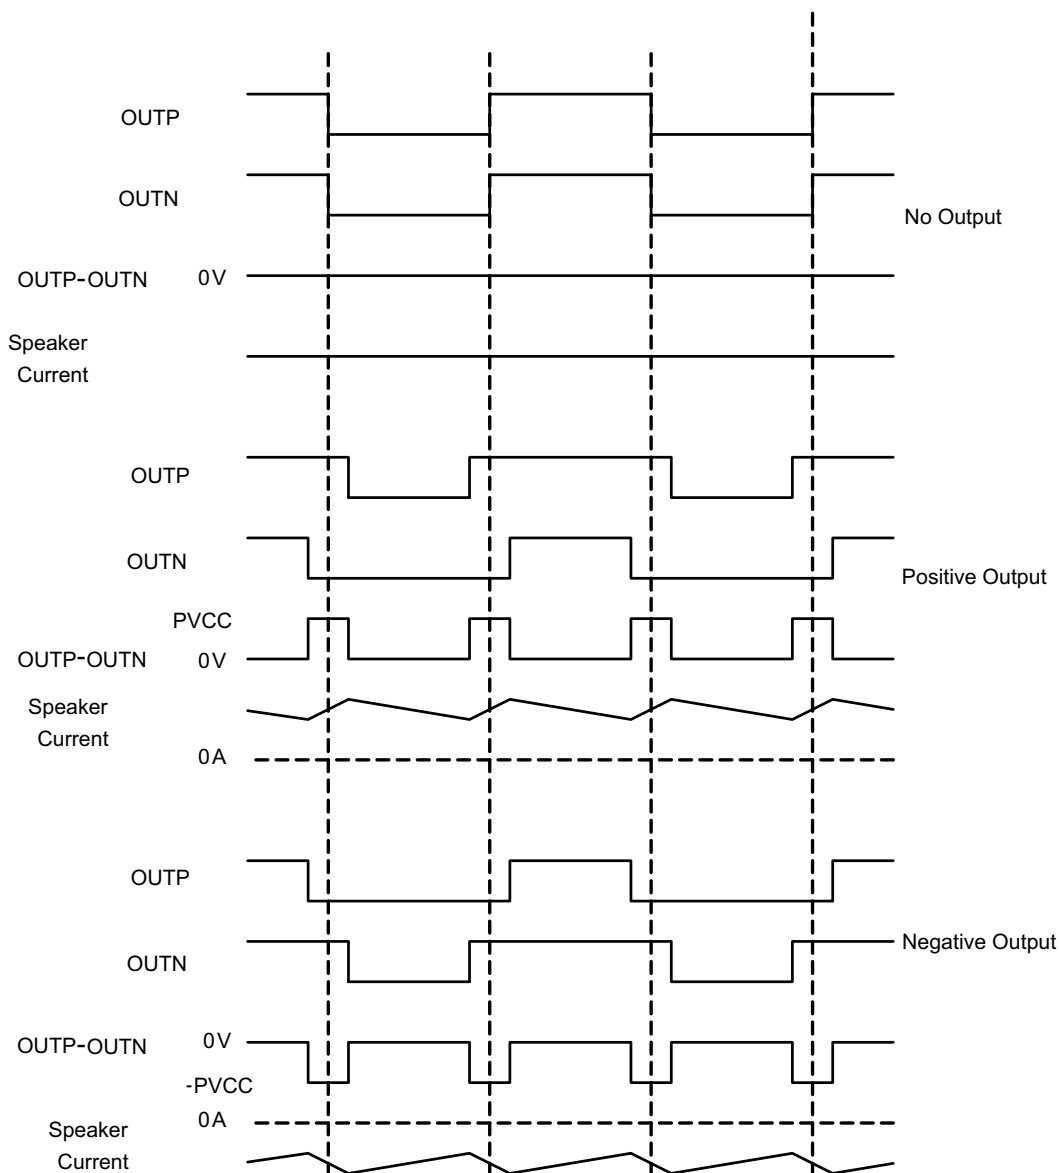 OUTP
OUTN
No Output
OUTP-OUTN 0V
Speaker
Current
OUTP
OUTN
Positive Output
PVCC
OUTP-OUTN 0V
Speaker
Current
0A
OUTP
Negative Output
OUTN
OUTP-OUTN 0V
-PVCC
0A
Speaker
Current